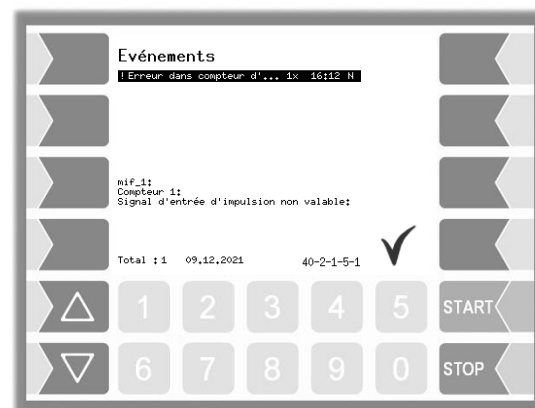 Evénements
! Erreur dans compteur d'... 1x 16:12 N
mif_1:
Compteur 1:
Signal d'entrée d'impulsion non valable:
Total : 1 09.12.2021 40-2-1-5-1
1 2 3 4 5 START
6 7 8 9 0 STOP